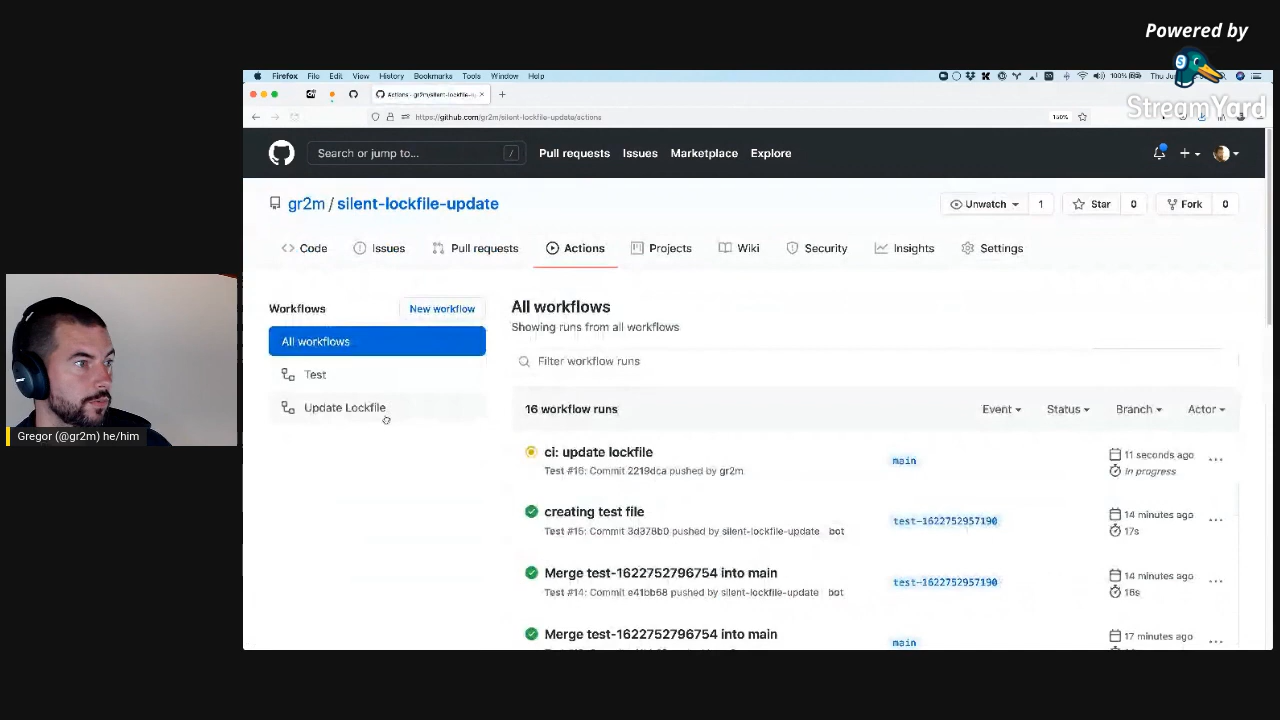 Powered by
StreamYard
Firefox File Edit View History Bookmarks Tools Window Help
100%
Actions · gr2m/silent-lockfile-u
https://github.com/gr2m/silent-lockfile-update/actions
150%
Search or jump to...
/
Pull requests Issues Marketplace Explore
gr2m / silent-lockfile-update
Unwatch 1 Star 0 Fork 0
Code Issues Pull requests Actions Projects Wiki Security Insights Settings
Workflows
New workflow
All workflows
Test
Update Lockfile
All workflows
Showing runs from all workflows
Filter workflow runs
16 workflow runs
Event Status Branch Actor
ci: update lockfile
Test #16: Commit 2219dca pushed by gr2m
main
11 seconds ago
In progress
creating test file
Test #15: Commit 3d378b0 pushed by silent-lockfile-update bot
test-1622752957190
14 minutes ago
17s
Merge test-1622752796754 into main
Test #14: Commit e41bb68 pushed by silent-lockfile-update bot
test-1622752957190
14 minutes ago
16s
Merge test-1622752796754 into main
main
17 minutes ago
Gregor (@gr2m) he/him